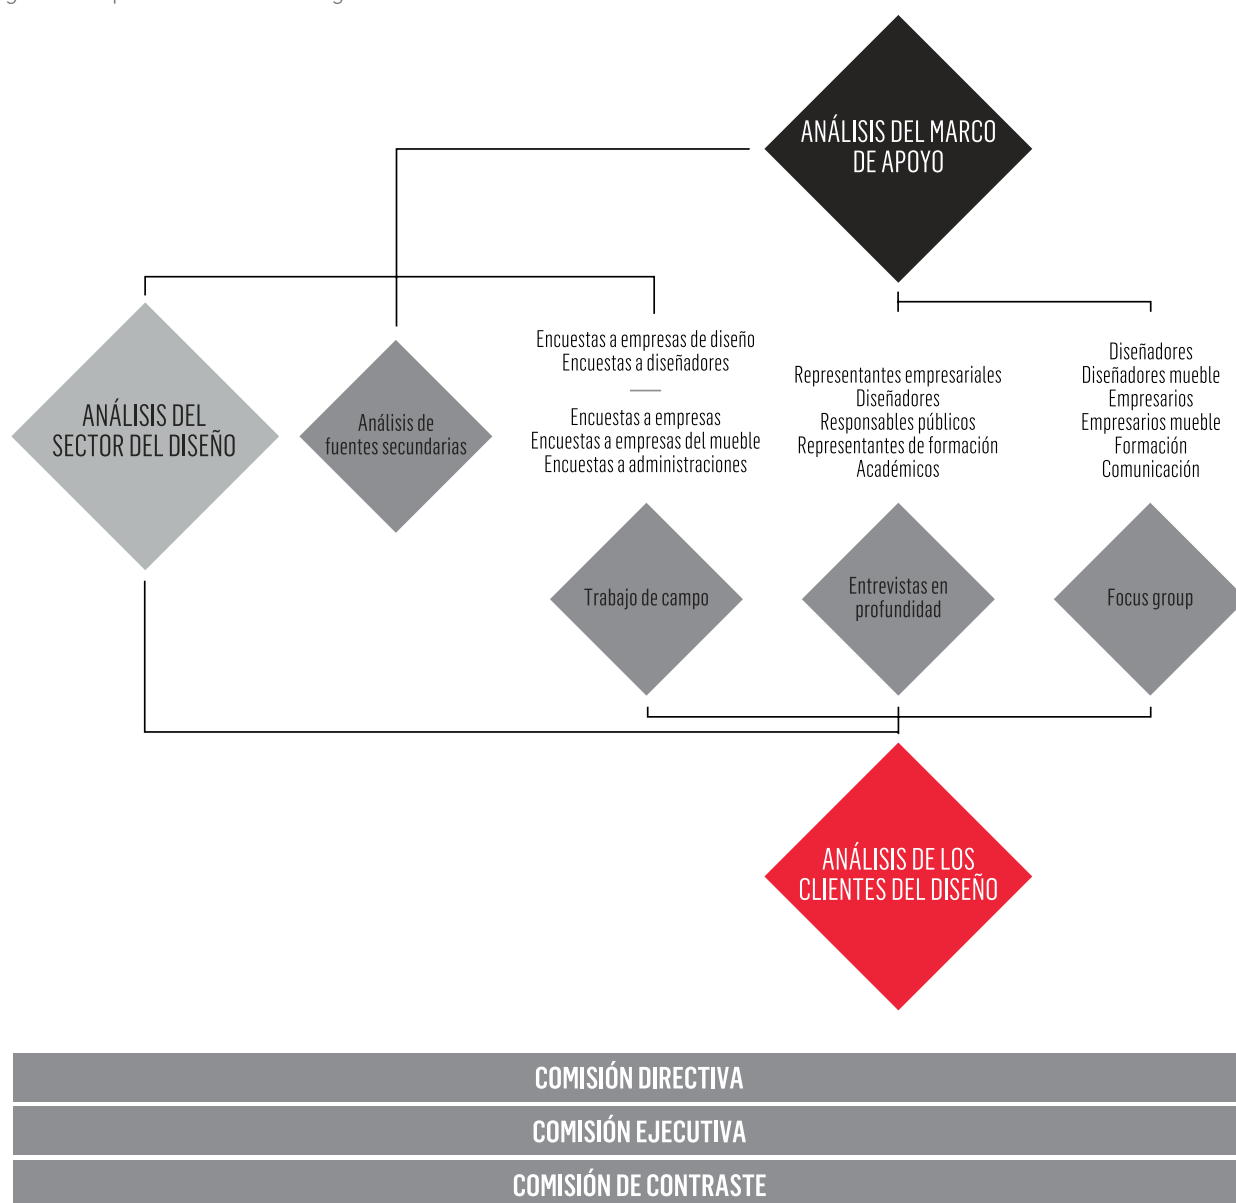 ANÁLISIS DEL MARCO
DE APOYO
ANÁLISIS DEL
SECTOR DEL DISEÑO
Análisis de
fuentes secundarias
Encuestas a empresas de diseño
Encuestas a diseñadores
Encuestas a empresas
Encuestas a empresas del mueble
Encuestas a administraciones
Representantes empresariales
Diseñadores
Responsables públicos
Representantes de formación
Académicos
Diseñadores
Diseñadores mueble
Empresarios
Empresarios mueble
Formación
Comunicación
Trabajo de campo
Entrevistas en
profundidad
Focus group
ANÁLISIS DE LOS
CLIENTES DEL DISEÑO
COMISIÓN DIRECTIVA
COMISIÓN EJECUTIVA
COMISIÓN DE CONTRASTE